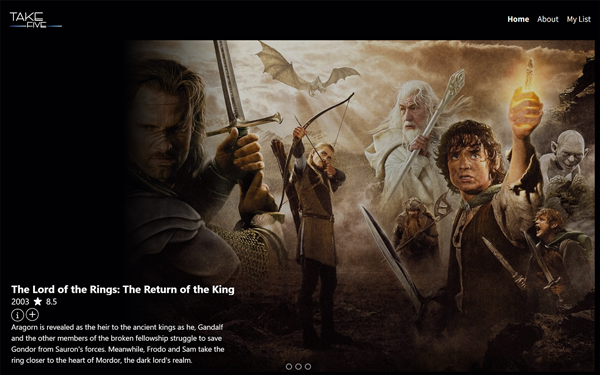 TAKE
FIVE
Home About My List
The Lord of the Rings: The Return of the King
2003 8.5
Aragorn is revealed as the heir to the ancient kings as he, Gandalf
and the other members of the broken fellowship struggle to save
Gondor from Sauron's forces. Meanwhile, Frodo and Sam take the
ring closer to the heart of Mordor, the dark lord's realm.